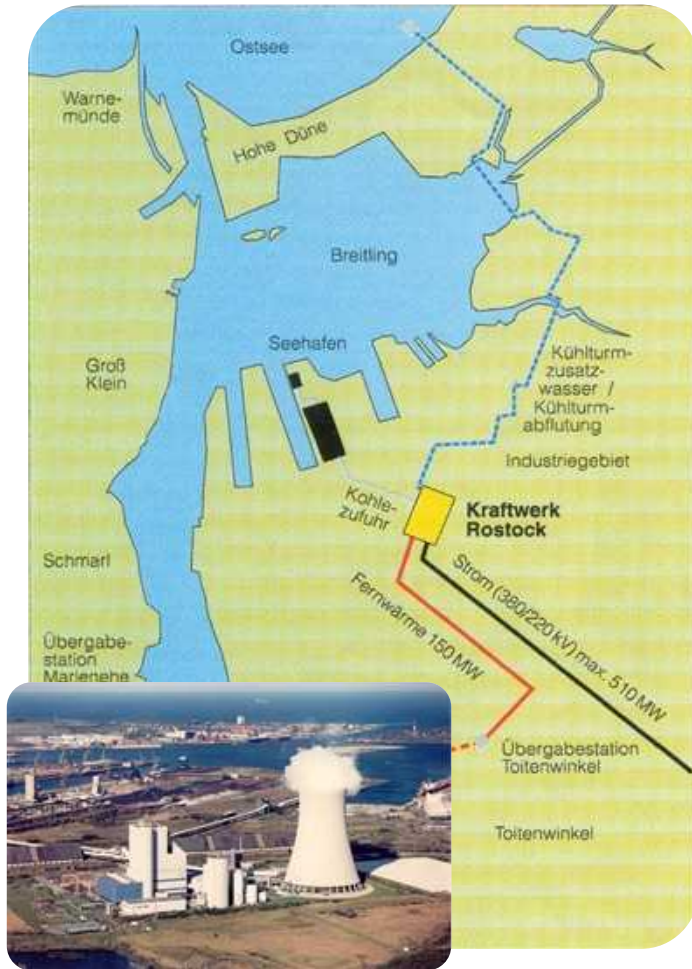 Ostsee
Warne-
münde
Hohe Düne
Breitling
Seehafen
Groß
Klein
Kühlturm-
zusatz-
wasser /
Kühlturm-
abflutung
Industriegebiet
Kohle-
zufuhr
Kraftwerk
Rostock
Schmarl
Strom (380/220 kV) max. 510 MW
Fernwärme 150 MW
Übergabe-
station
Marienehe
Übergabestation
Toitenwinkel
Toitenwinkel